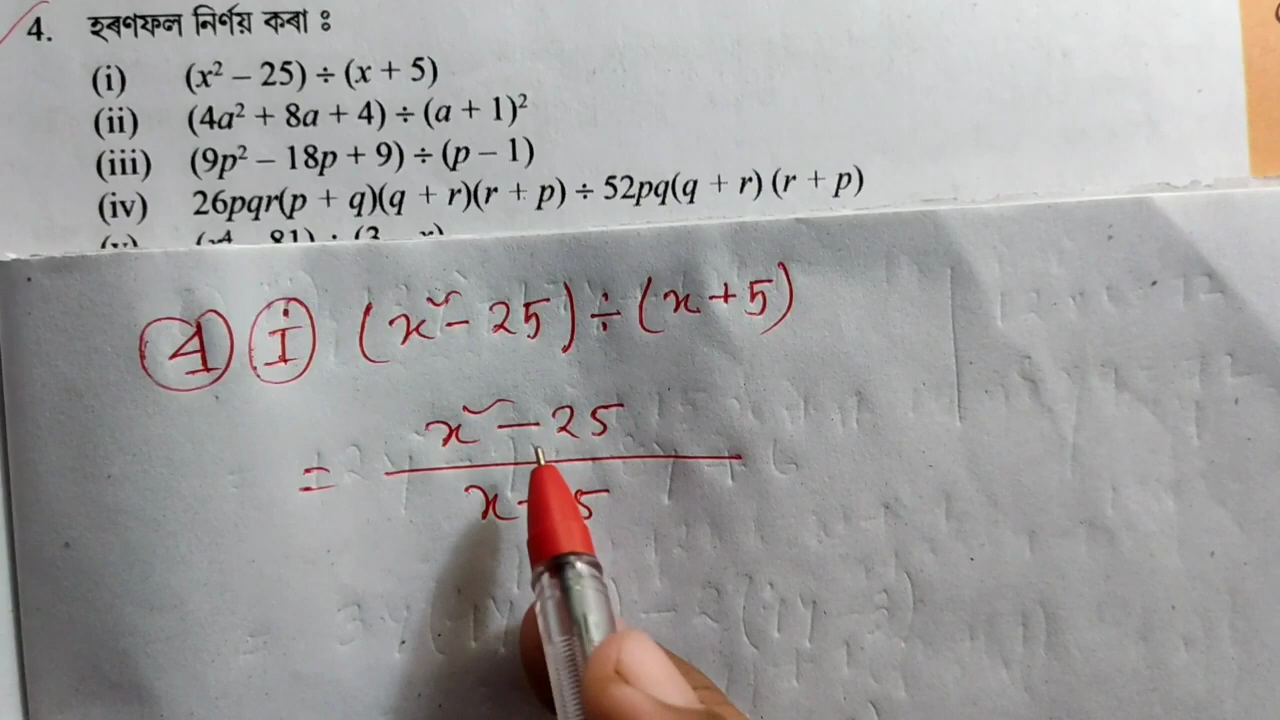 4. হৰণফল নিৰ্ণয় কৰা ঃ
(i) (x² – 25) ÷ (x + 5)
(ii) (4a² + 8a + 4) ÷ (a + 1)²
(iii) (9p² – 18p + 9) ÷ (p – 1)
(iv) 26pqr(p + q)(q + r)(r + p) ÷ 52pq(q + r) (r + p)
4 i (x² - 25) ÷ (x + 5)
x² - 25
=
x 5